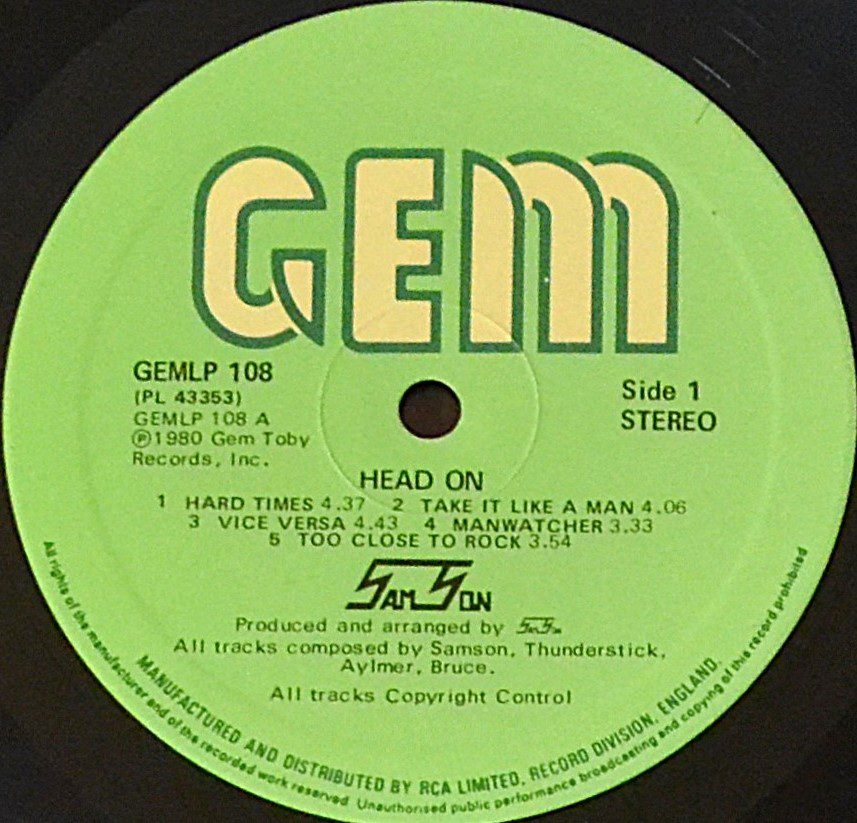 GEM
GEMLP 108
(PL 43353)
GEMLP 108 A
℗1980 Gem Toby
Records, Inc.
Side 1
STEREO
HEAD ON
1 HARD TIMES 4.37 2 TAKE IT LIKE A MAN 4.06
3 VICE VERSA 4.43 4 MANWATCHER 3.33
5 TOO CLOSE TO ROCK 3.54
SAMSON
Produced and arranged by SAMSON
All tracks composed by Samson, Thunderstick,
Aylmer, Bruce.
All tracks Copyright Control
MANUFACTURED AND DISTRIBUTED BY RCA LIMITED, RECORD DIVISION, ENGLAND.
All rights of the manufacturer and of the recorded work reserved. Unauthorised public performance broadcasting and copying of this record prohibited